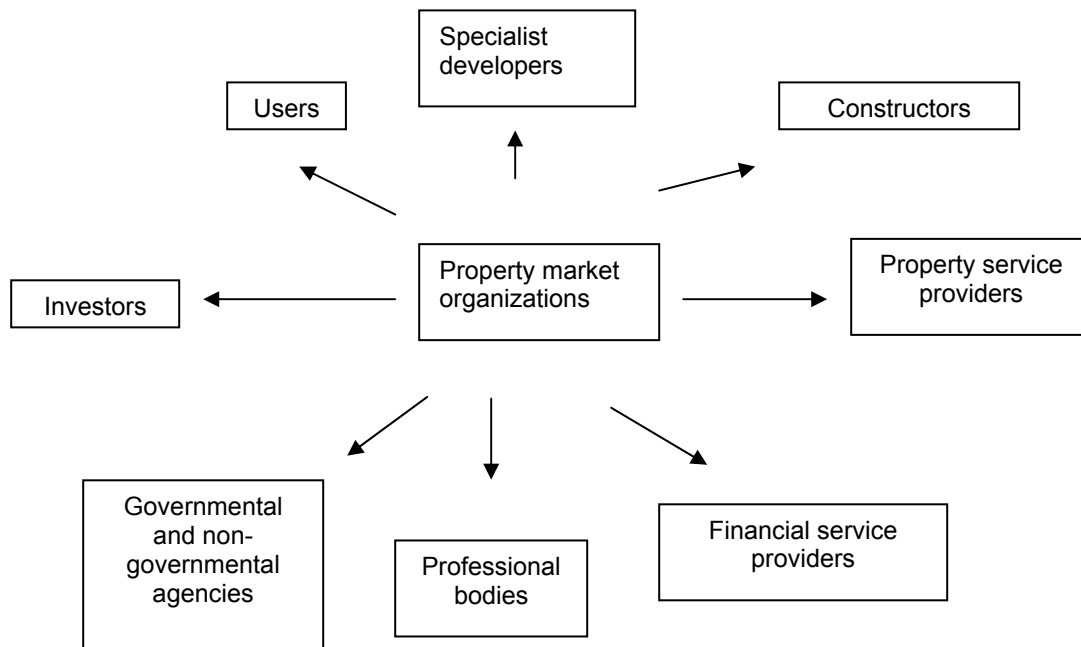 Specialist
developers
Users
Constructors
Property market
organizations
Property service
providers
Investors
Governmental
and non-
governmental
agencies
Professional
bodies
Financial service
providers